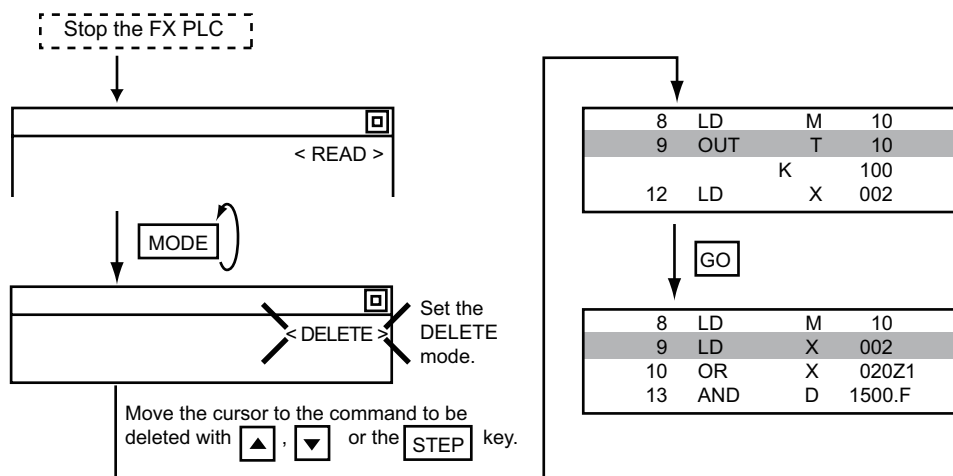 Stop the FX PLC
< READ >
MODE
< DELETE >
Set the
DELETE
mode.
Move the cursor to the command to be
deleted with ▲ , ▼ or the STEP key.
8 LD M 10
9 OUT T 10
K 100
12 LD X 002
GO
8 LD M 10
9 LD X 002
10 OR X 020Z1
13 AND D 1500.F